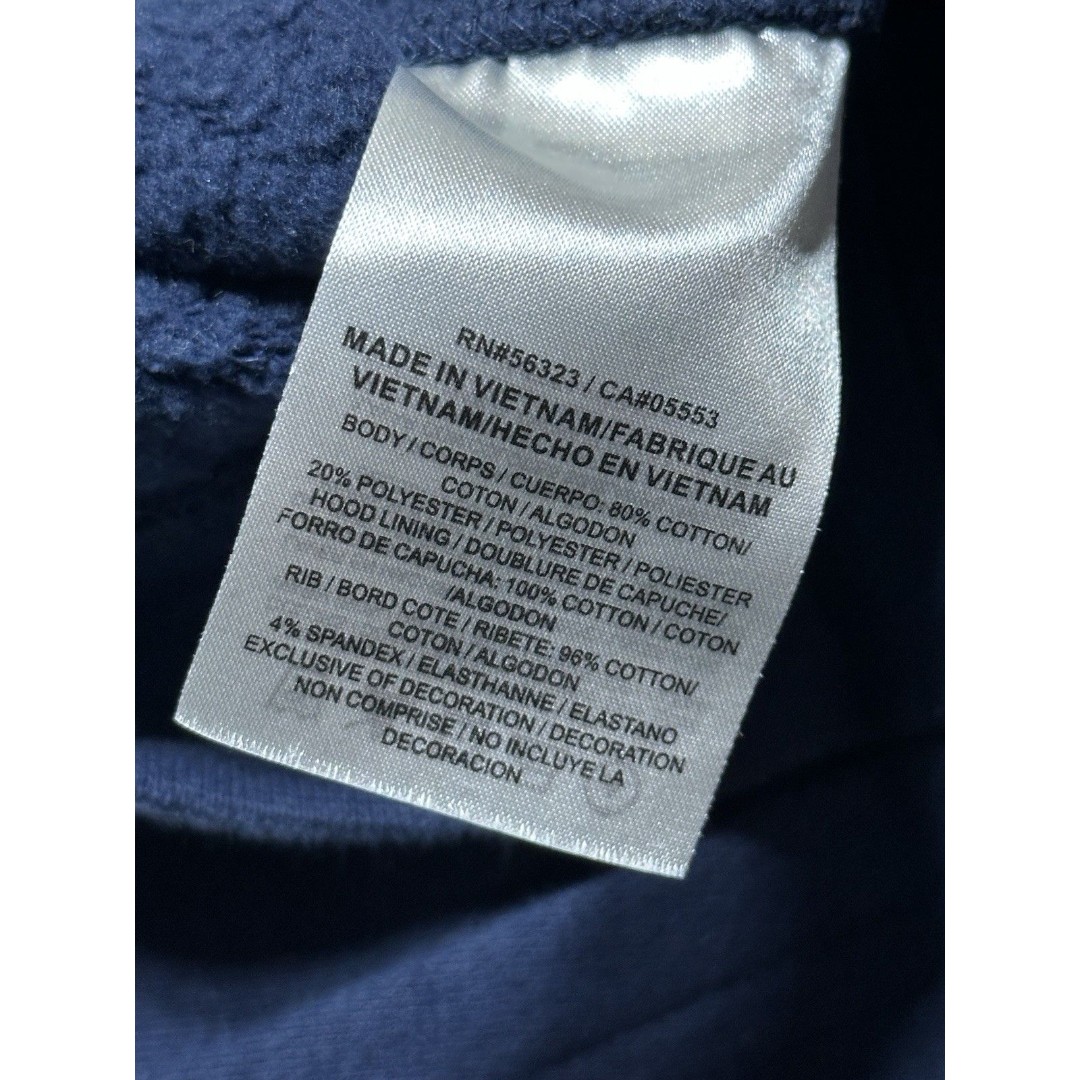 RN#56323 / CA#05553
MADE IN VIETNAM/FABRIQUE AU
VIETNAM/HECHO EN VIETNAM
BODY / CORPS / CUERPO: 80% COTTON/
COTON / ALGODON
20% POLYESTER / POLYESTER / POLIESTER
HOOD LINING / DOUBLURE DE CAPUCHE/
FORRO DE CAPUCHA: 100% COTTON / COTON
/ALGODON
RIB / BORD COTE / RIBETE: 96% COTTON/
COTON / ALGODON
4% SPANDEX / ELASTHANNE / ELASTANO
EXCLUSIVE OF DECORATION / DECORATION
NON COMPRISE / NO INCLUYE LA
DECORACION